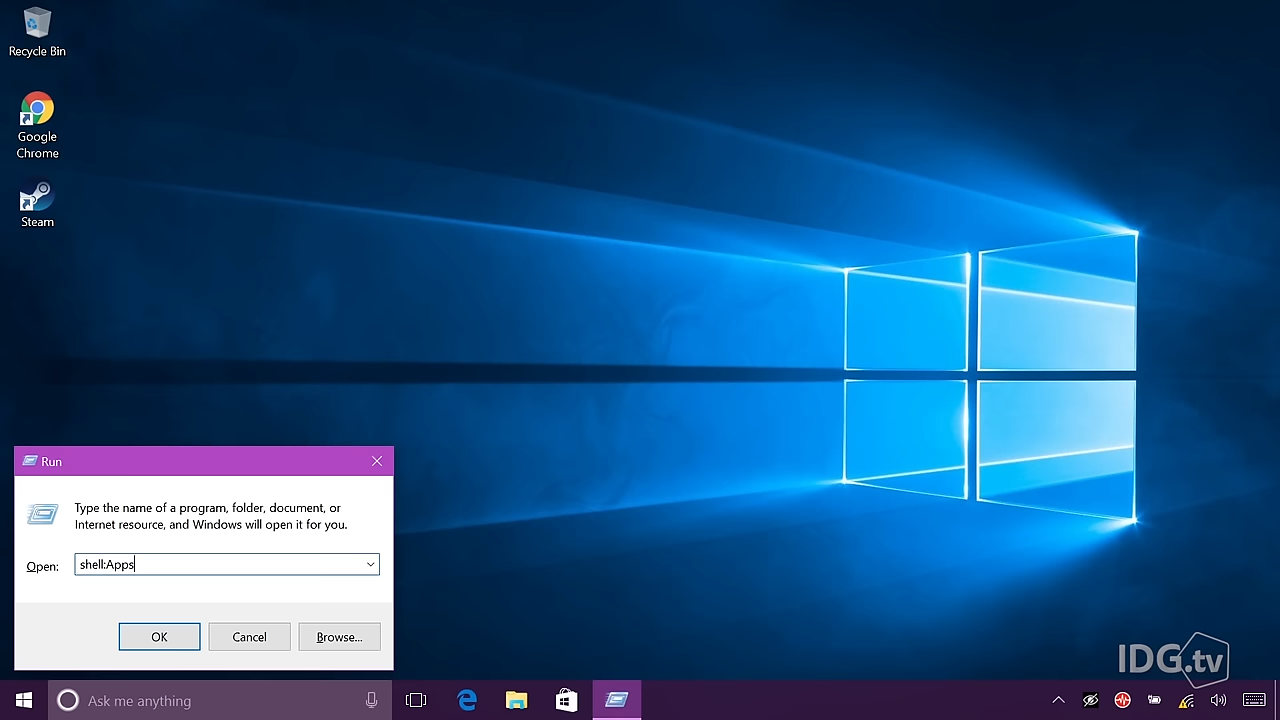 Recycle Bin
Google
Chrome
Steam
Run
Type the name of a program, folder, document, or
Internet resource, and Windows will open it for you.
Open:
shell:Apps
OK
Cancel
Browse...
IDG.tv
Ask me anything